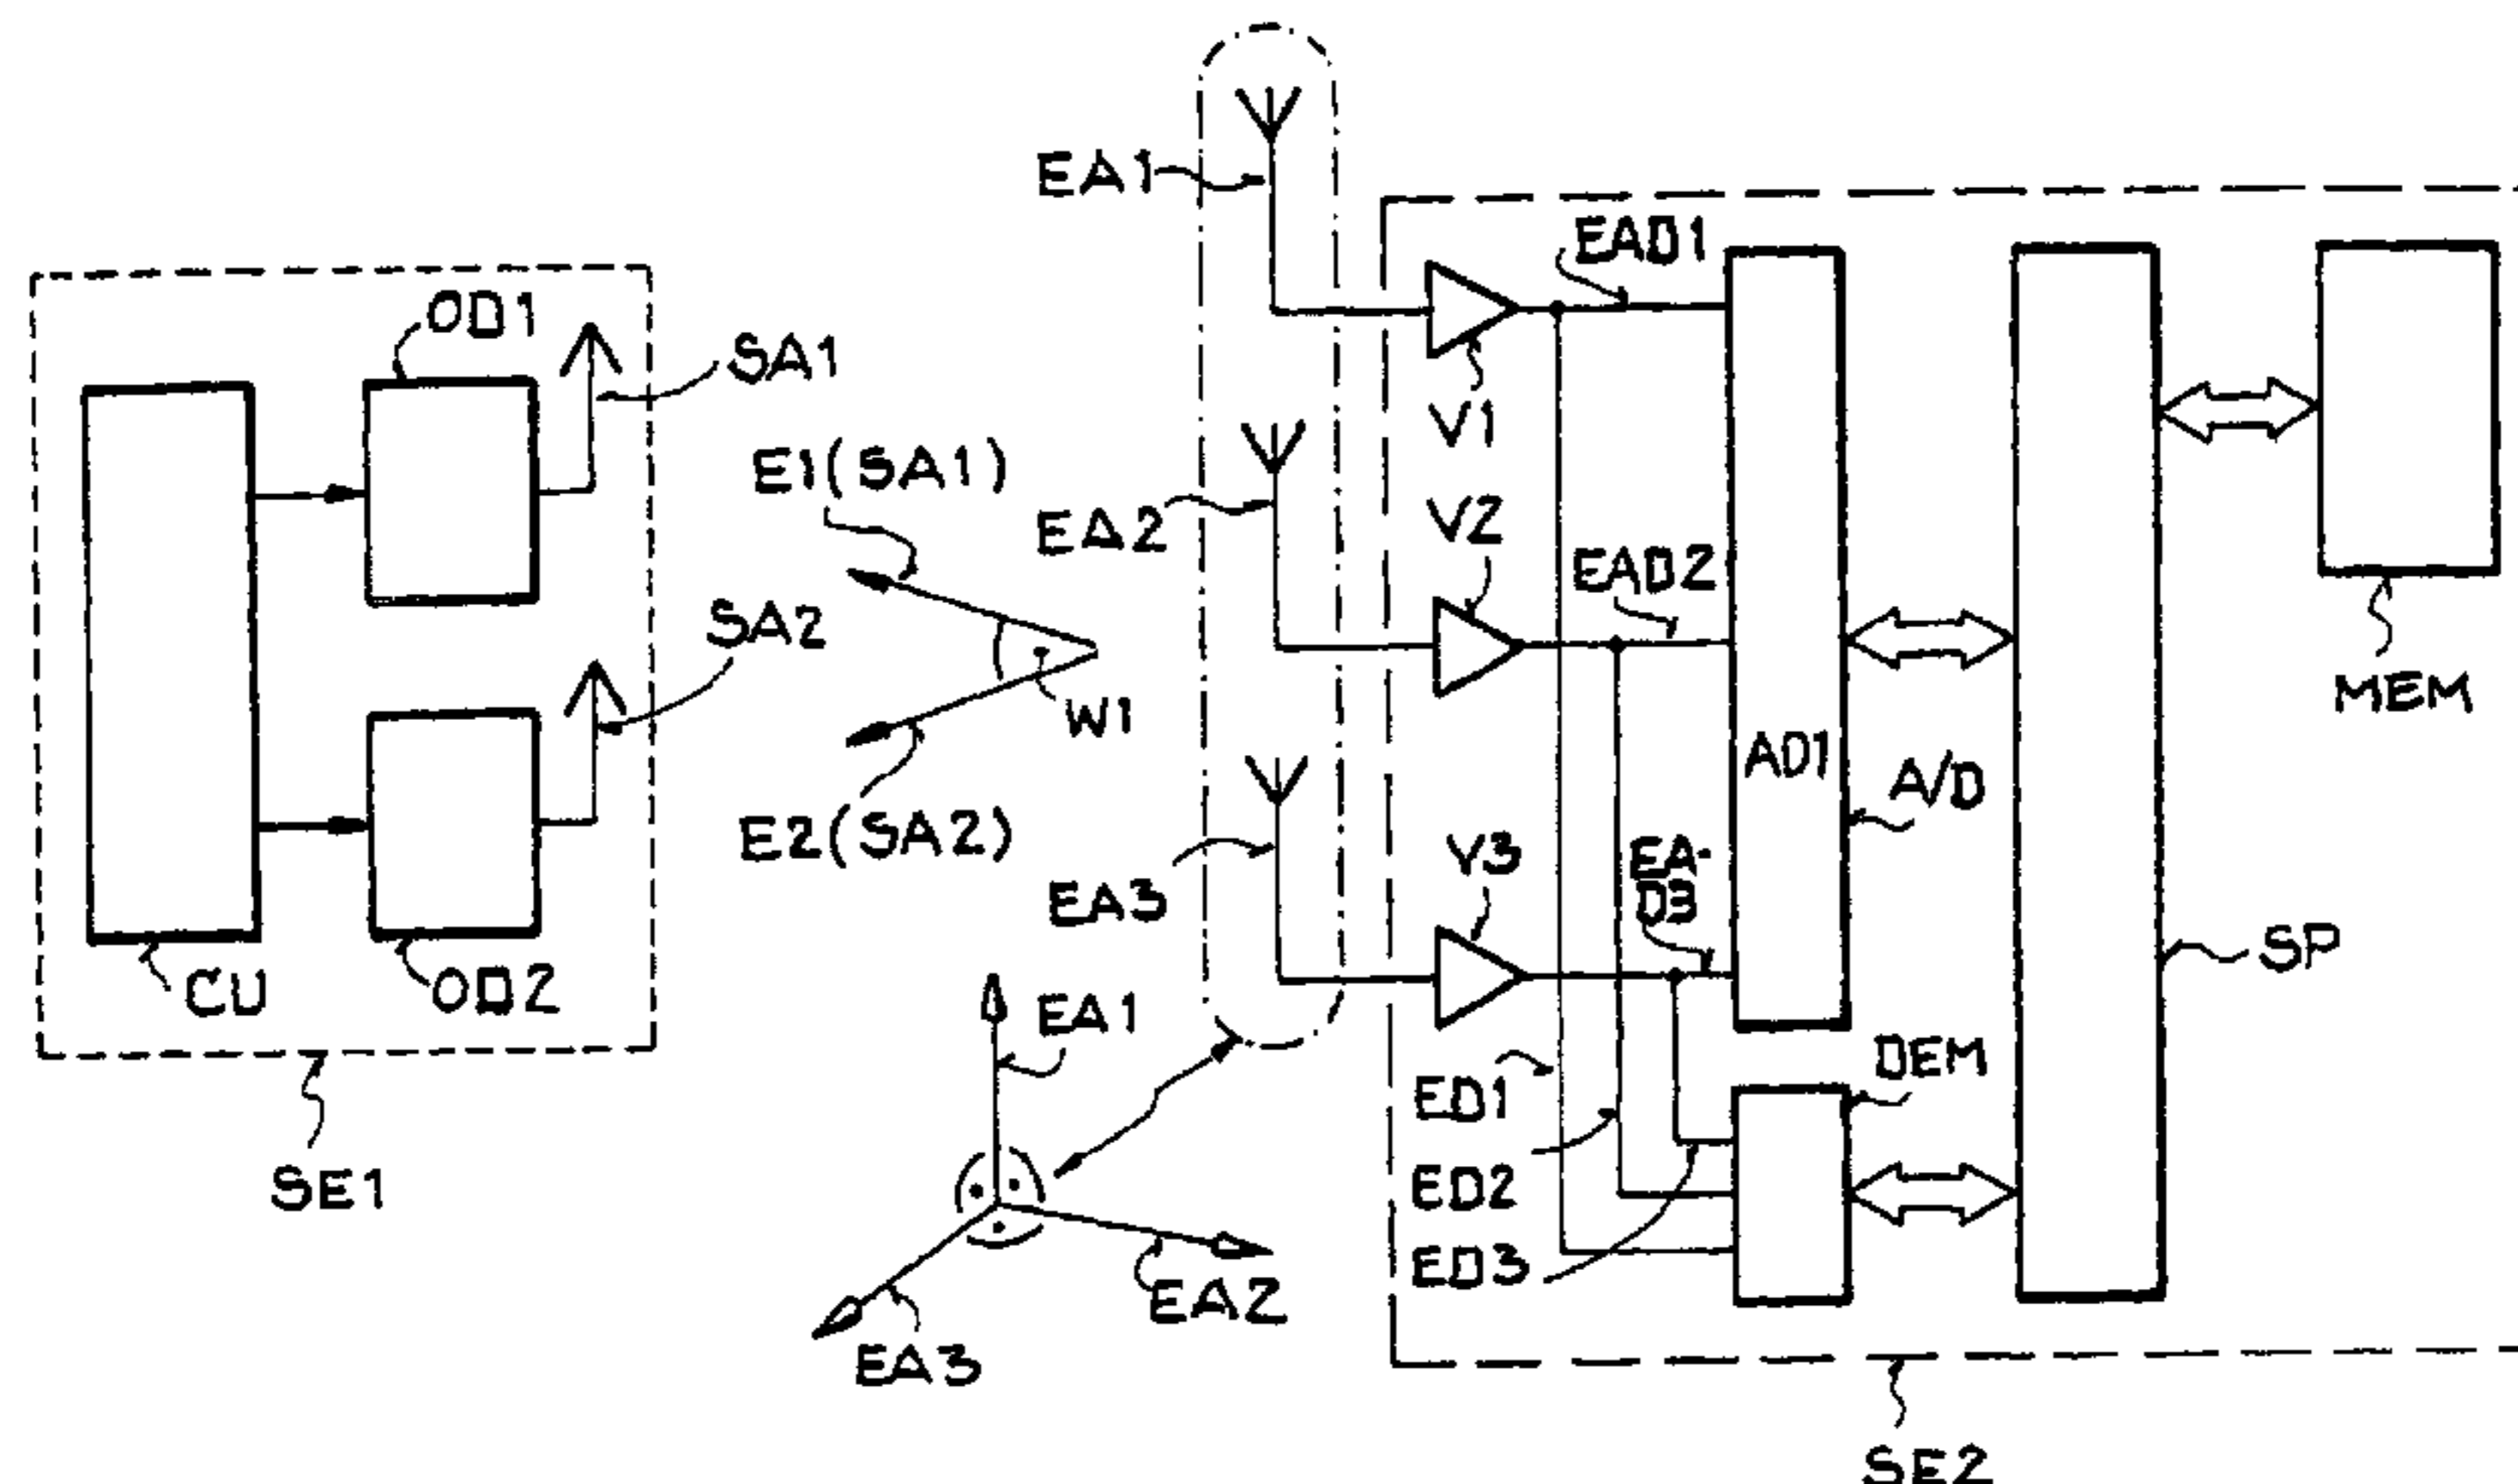 EA1
EAD1
OD1
SA1
E1(SA1)
V1
EA2
V2
EAD2
SA2
W1
MEM
AD1
A/D
E2(SA2)
V3
EA-
D3
EA3
SP
CU
OD2
EA1
DEM
ED1
SE1
ED2
ED3
EA2
EA3
SE2